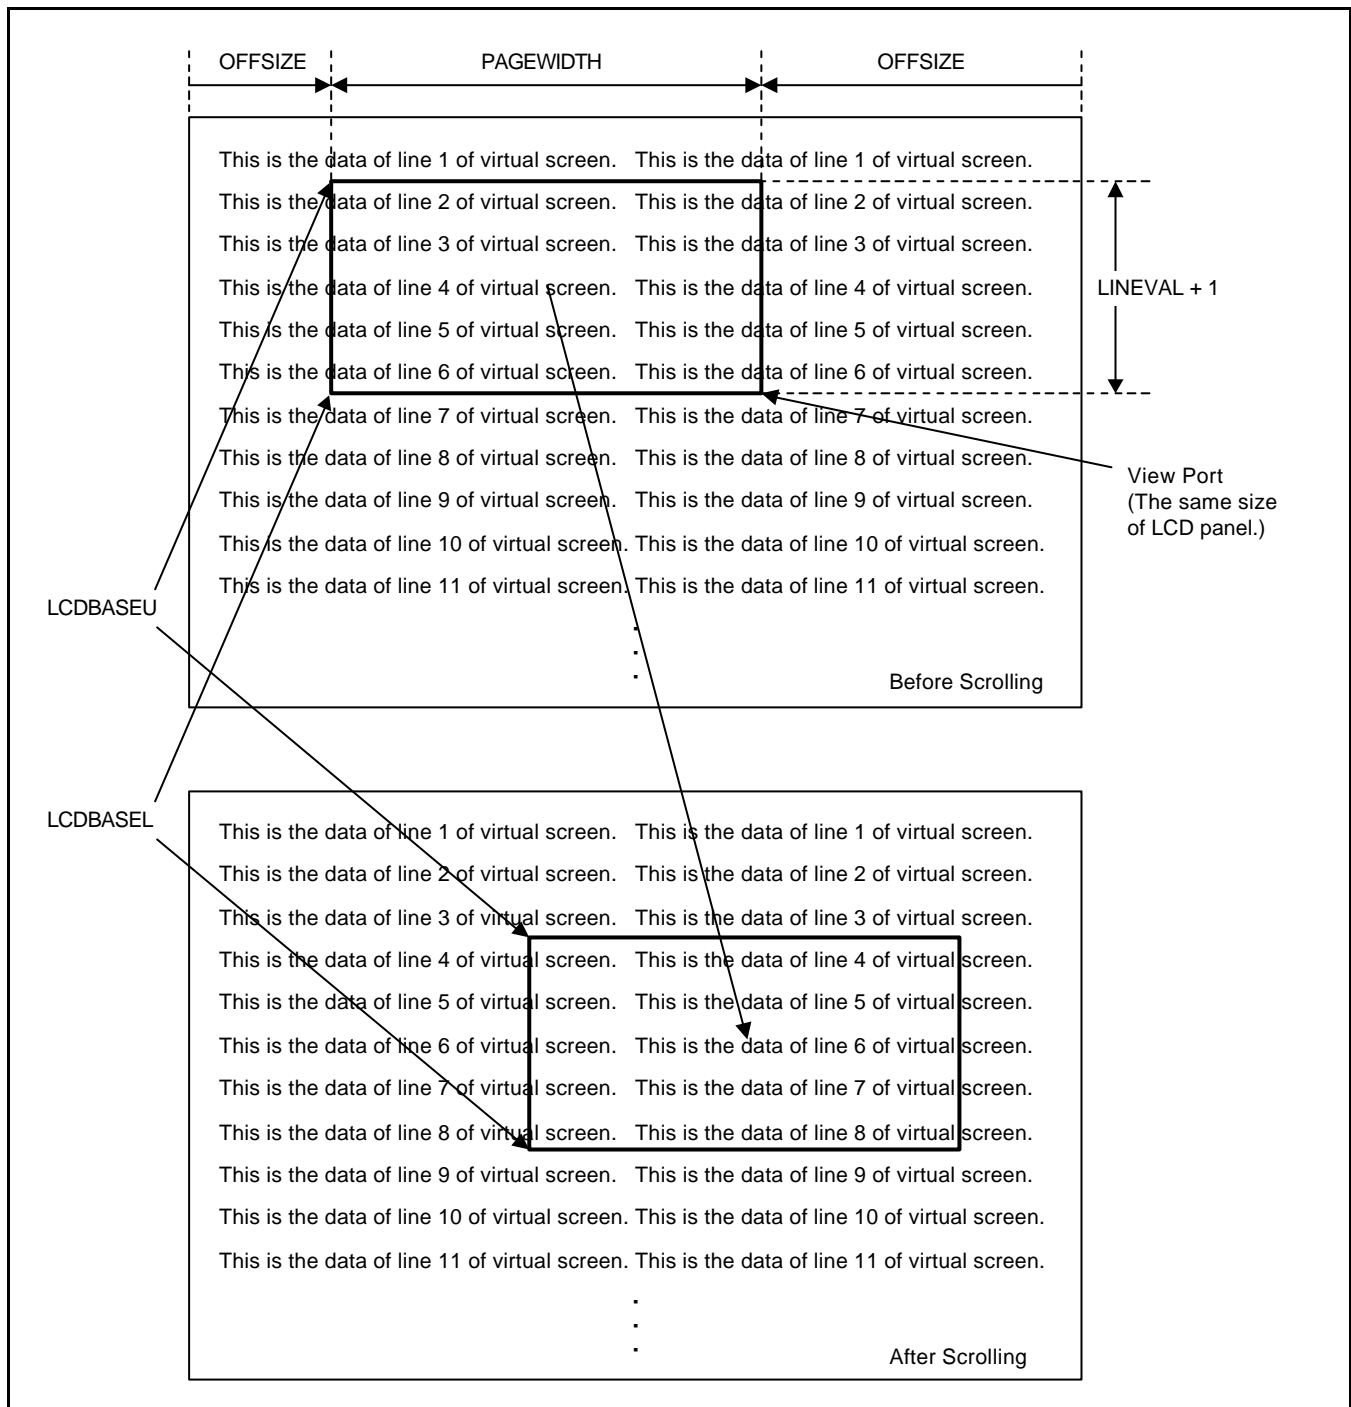 OFFSIZE PAGEWIDTH OFFSIZE
This is the data of line 1 of virtual screen. This is the data of line 1 of virtual screen.
This is the data of line 2 of virtual screen. This is the data of line 2 of virtual screen.
This is the data of line 3 of virtual screen. This is the data of line 3 of virtual screen.
This is the data of line 4 of virtual screen. This is the data of line 4 of virtual screen.
LINEVAL + 1
This is the data of line 5 of virtual screen. This is the data of line 5 of virtual screen.
This is the data of line 6 of virtual screen. This is the data of line 6 of virtual screen.
This is the data of line 7 of virtual screen. This is the data of line 7 of virtual screen.
This is the data of line 8 of virtual screen. This is the data of line 8 of virtual screen.
This is the data of line 9 of virtual screen. This is the data of line 9 of virtual screen.
This is the data of line 10 of virtual screen. This is the data of line 10 of virtual screen.
This is the data of line 11 of virtual screen. This is the data of line 11 of virtual screen.
.
.
.
View Port
(The same size
of LCD panel.)
LCDBASEU
Before Scrolling
LCDBASEL
This is the data of line 1 of virtual screen. This is the data of line 1 of virtual screen.
This is the data of line 2 of virtual screen. This is the data of line 2 of virtual screen.
This is the data of line 3 of virtual screen. This is the data of line 3 of virtual screen.
This is the data of line 4 of virtual screen. This is the data of line 4 of virtual screen.
This is the data of line 5 of virtual screen. This is the data of line 5 of virtual screen.
This is the data of line 6 of virtual screen. This is the data of line 6 of virtual screen.
This is the data of line 7 of virtual screen. This is the data of line 7 of virtual screen.
This is the data of line 8 of virtual screen. This is the data of line 8 of virtual screen.
This is the data of line 9 of virtual screen. This is the data of line 9 of virtual screen.
This is the data of line 10 of virtual screen. This is the data of line 10 of virtual screen.
This is the data of line 11 of virtual screen. This is the data of line 11 of virtual screen.
.
.
.
After Scrolling